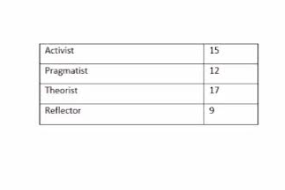 Activist 15
Pragmatist 12
Theorist 17
Reflector 9